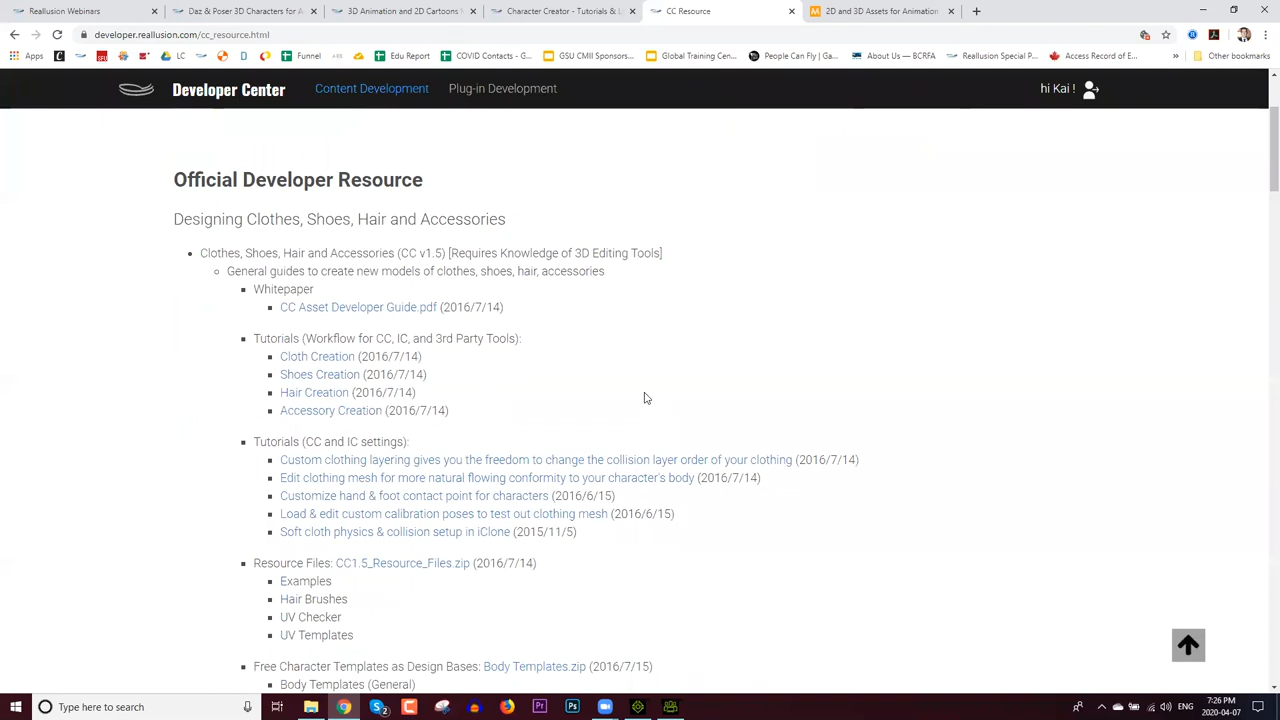 Reallusion Webinars
Daz & Poser 3D Characters for A
3D Animation and 2D Cartoons
Character Creator - Tutorials & L
CC Resource
2D and 3D Assets for Animation,
developer.reallusion.com/cc_resource.html
Apps
LC
Funnel
Edu Report
COVID Contacts - G...
GSU CMII Sponsors...
Global Training Cen...
People Can Fly | Ga...
About Us — BCRFA
Reallusion Special P...
Access Record of E...
Other bookmarks
Developer Center
Content Development
Plug-in Development
hi Kai !
Official Developer Resource
Designing Clothes, Shoes, Hair and Accessories
Clothes, Shoes, Hair and Accessories (CC v1.5) [Requires Knowledge of 3D Editing Tools]
General guides to create new models of clothes, shoes, hair, accessories
Whitepaper
CC Asset Developer Guide.pdf (2016/7/14)
Tutorials (Workflow for CC, IC, and 3rd Party Tools):
Cloth Creation (2016/7/14)
Shoes Creation (2016/7/14)
Hair Creation (2016/7/14)
Accessory Creation (2016/7/14)
Tutorials (CC and IC settings):
Custom clothing layering gives you the freedom to change the collision layer order of your clothing (2016/7/14)
Edit clothing mesh for more natural flowing conformity to your character's body (2016/7/14)
Customize hand & foot contact point for characters (2016/6/15)
Load & edit custom calibration poses to test out clothing mesh (2016/6/15)
Soft cloth physics & collision setup in iClone (2015/11/5)
Resource Files: CC1.5_Resource_Files.zip (2016/7/14)
Examples
Hair Brushes
UV Checker
UV Templates
Free Character Templates as Design Bases: Body Templates.zip (2016/7/15)
Body Templates (General)
Type here to search
ENG
7:26 PM
2020-04-07